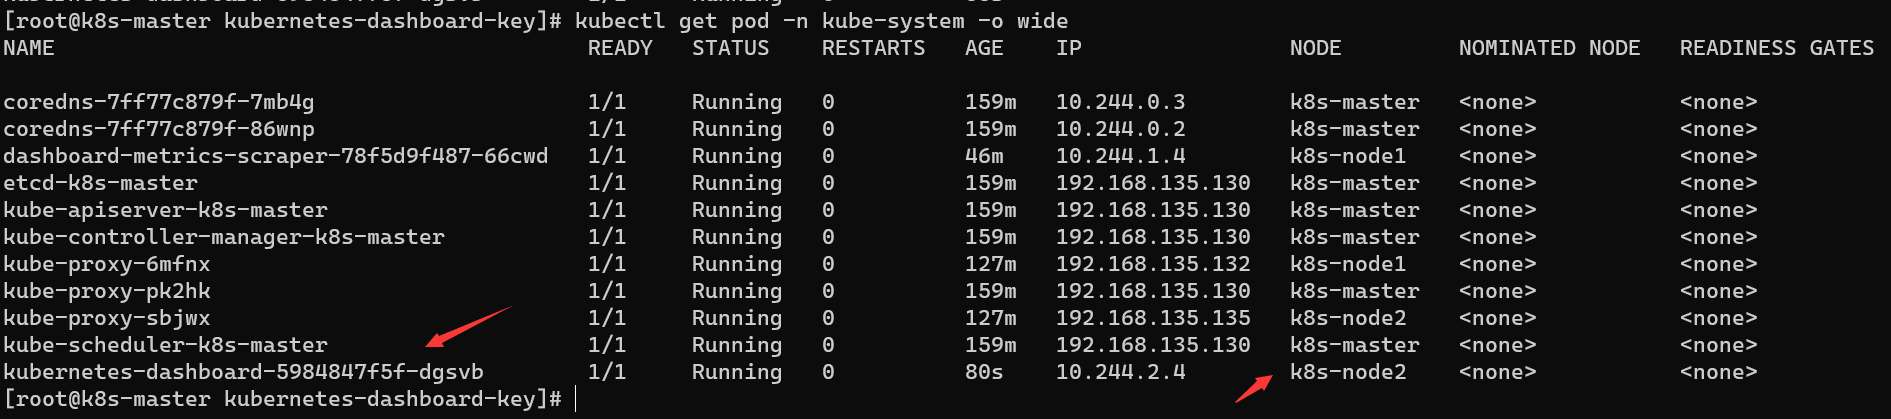 [root@k8s-master kubernetes-dashboard-key]# kubectl get pod -n kube-system -o wide
NAME READY STATUS RESTARTS AGE IP NODE NOMINATED NODE READINESS GATES
coredns-7ff77c879f-7mb4g 1/1 Running 0 159m 10.244.0.3 k8s-master <none> <none>
coredns-7ff77c879f-86wnp 1/1 Running 0 159m 10.244.0.2 k8s-master <none> <none>
dashboard-metrics-scraper-78f5d9f487-66cwd 1/1 Running 0 46m 10.244.1.4 k8s-node1 <none> <none>
etcd-k8s-master 1/1 Running 0 159m 192.168.135.130 k8s-master <none> <none>
kube-apiserver-k8s-master 1/1 Running 0 159m 192.168.135.130 k8s-master <none> <none>
kube-controller-manager-k8s-master 1/1 Running 0 159m 192.168.135.130 k8s-master <none> <none>
kube-proxy-6mfnx 1/1 Running 0 127m 192.168.135.132 k8s-node1 <none> <none>
kube-proxy-pk2hk 1/1 Running 0 159m 192.168.135.130 k8s-master <none> <none>
kube-proxy-sbjwx 1/1 Running 0 127m 192.168.135.135 k8s-node2 <none> <none>
kube-scheduler-k8s-master 1/1 Running 0 159m 192.168.135.130 k8s-master <none> <none>
kubernetes-dashboard-5984847f5f-dgsvb 1/1 Running 0 80s 10.244.2.4 k8s-node2 <none> <none>
[root@k8s-master kubernetes-dashboard-key]#